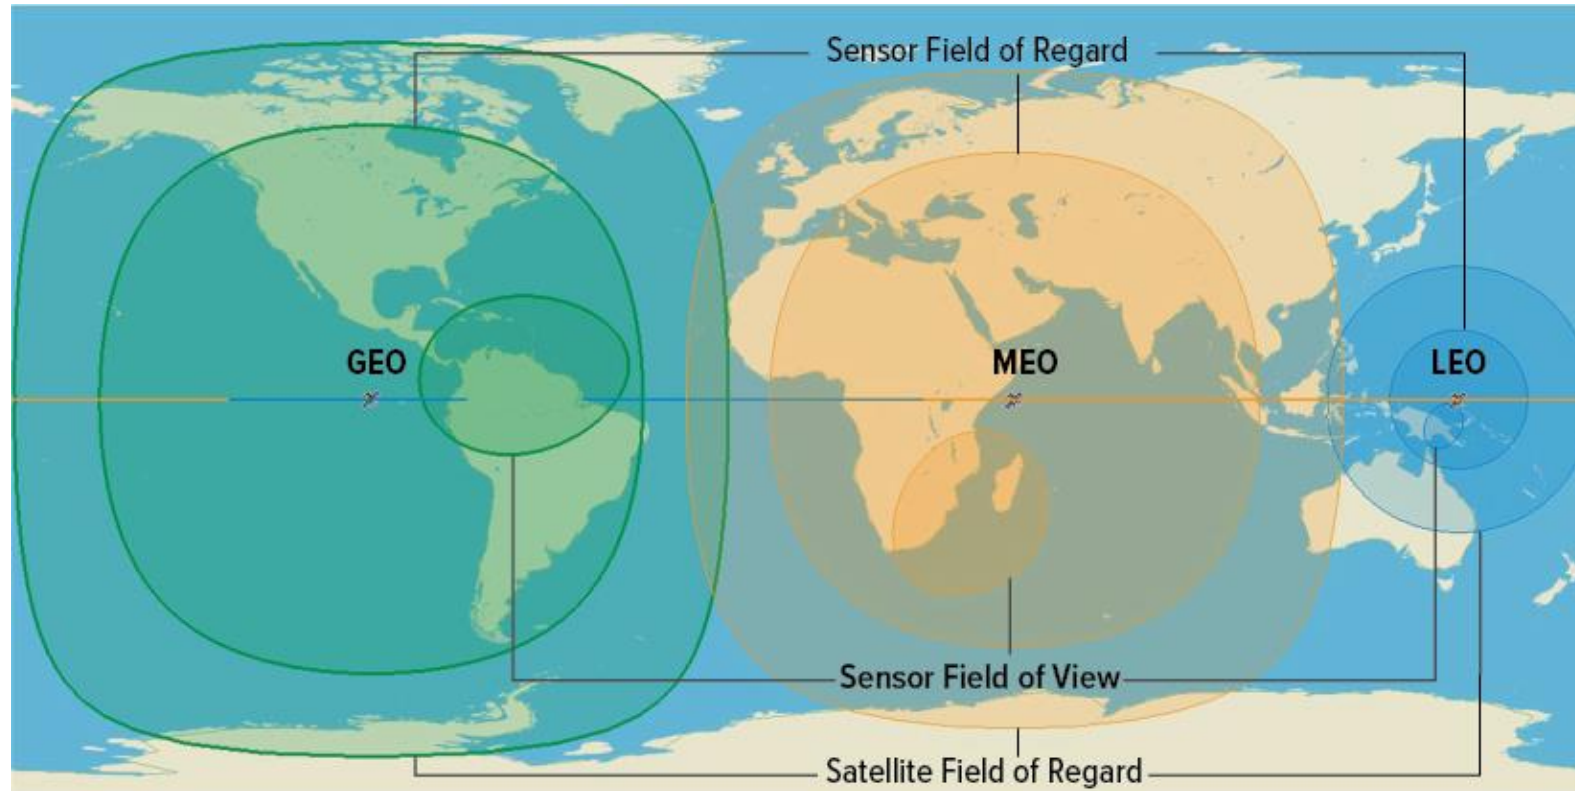 Sensor Field of Regard
GEO
MEO
LEO
Sensor Field of View
Satellite Field of Regard